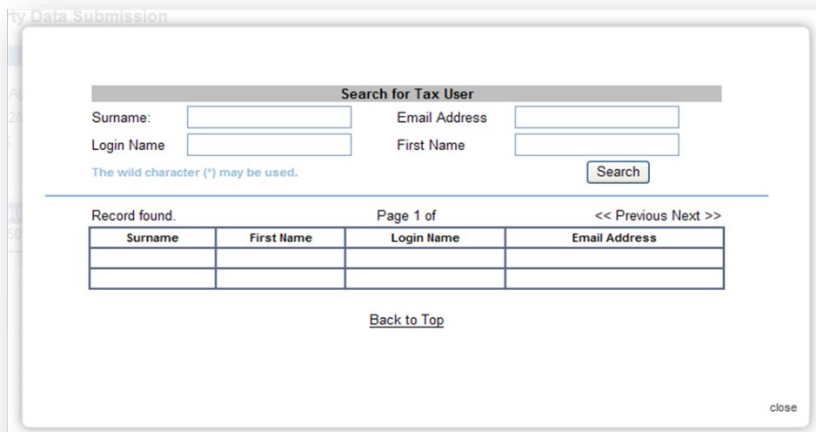 ty Data Submission
Search for Tax User
Surname: Email Address
Login Name First Name
The wild character (*) may be used. Search
Record found. Page 1 of << Previous Next >>
Surname First Name Login Name Email Address
Back to Top
close